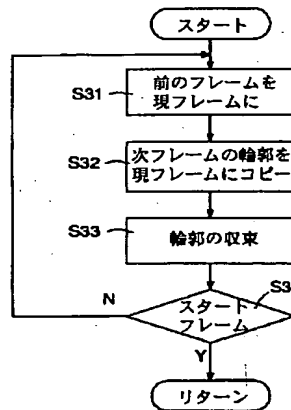 スタート
S31
前のフレームを
現フレームに
S32
次フレームの輪郭を
現フレームにコピー
S33
輪郭の収束
S3
スタート
フレーム
N
Y
リターン